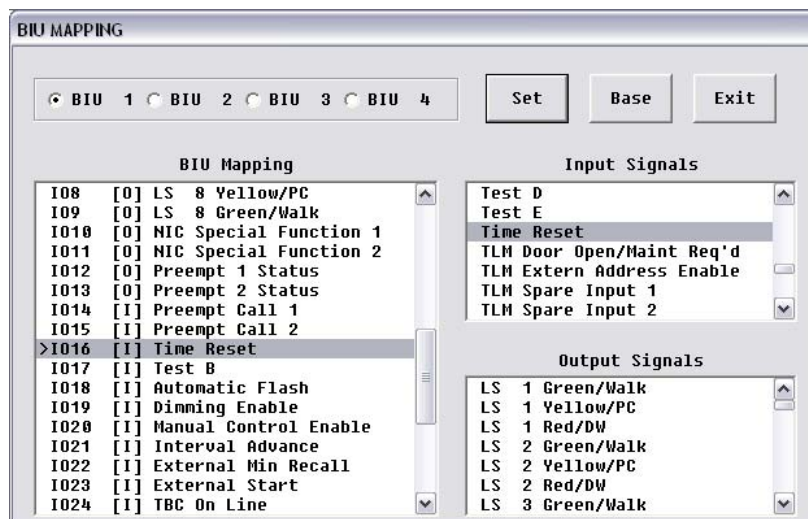 BIU MAPPING
BIU 1 BIU 2 BIU 3 BIU 4
Set Base Exit
BIU Mapping
IO8 [O] LS 8 Yellow/PC
IO9 [O] LS 8 Green/Walk
IO10 [O] NIC Special Function 1
IO11 [O] NIC Special Function 2
IO12 [O] Preempt 1 Status
IO13 [O] Preempt 2 Status
IO14 [I] Preempt Call 1
IO15 [I] Preempt Call 2
>IO16 [I] Time Reset
IO17 [I] Test B
IO18 [I] Automatic Flash
IO19 [I] Dimming Enable
IO20 [I] Manual Control Enable
IO21 [I] Interval Advance
IO22 [I] External Min Recall
IO23 [I] External Start
IO24 [I] TBC On Line
Input Signals
Test D
Test E
Time Reset
TLM Door Open/Maint Req'd
TLM Extern Address Enable
TLM Spare Input 1
TLM Spare Input 2
Output Signals
LS 1 Green/Walk
LS 1 Yellow/PC
LS 1 Red/DW
LS 2 Green/Walk
LS 2 Yellow/PC
LS 2 Red/DW
LS 3 Green/Walk